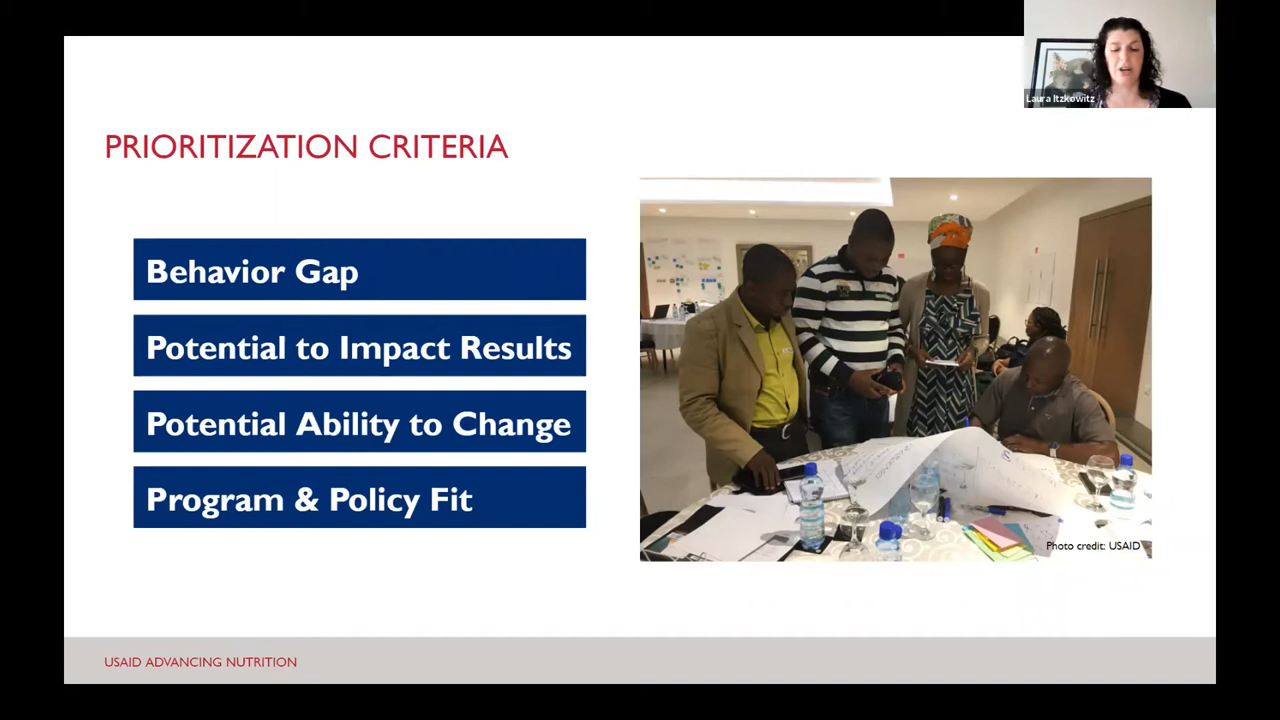 Laura Itzkowitz
PRIORITIZATION CRITERIA
Behavior Gap
Potential to Impact Results
Potential Ability to Change
Program & Policy Fit
Photo credit: USAID
USAID ADVANCING NUTRITION